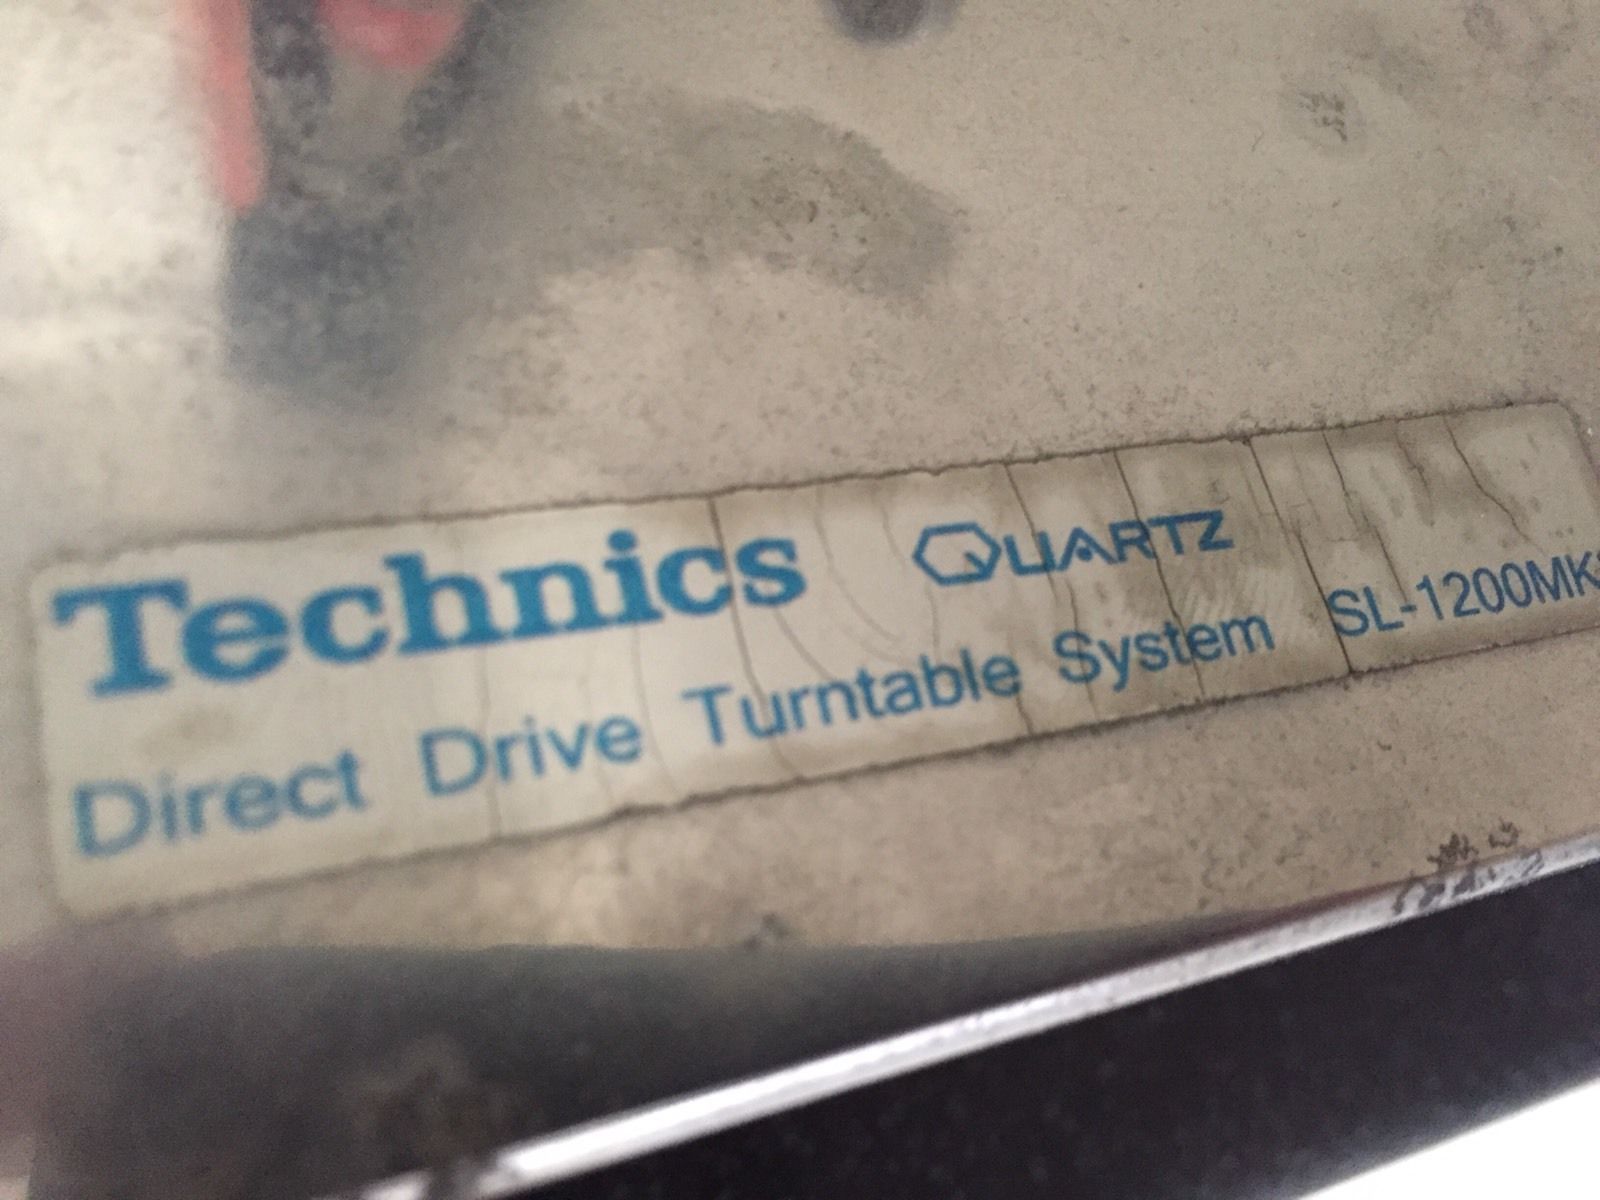 Technics QUARTZ
Direct Drive Turntable System SL-1200MK